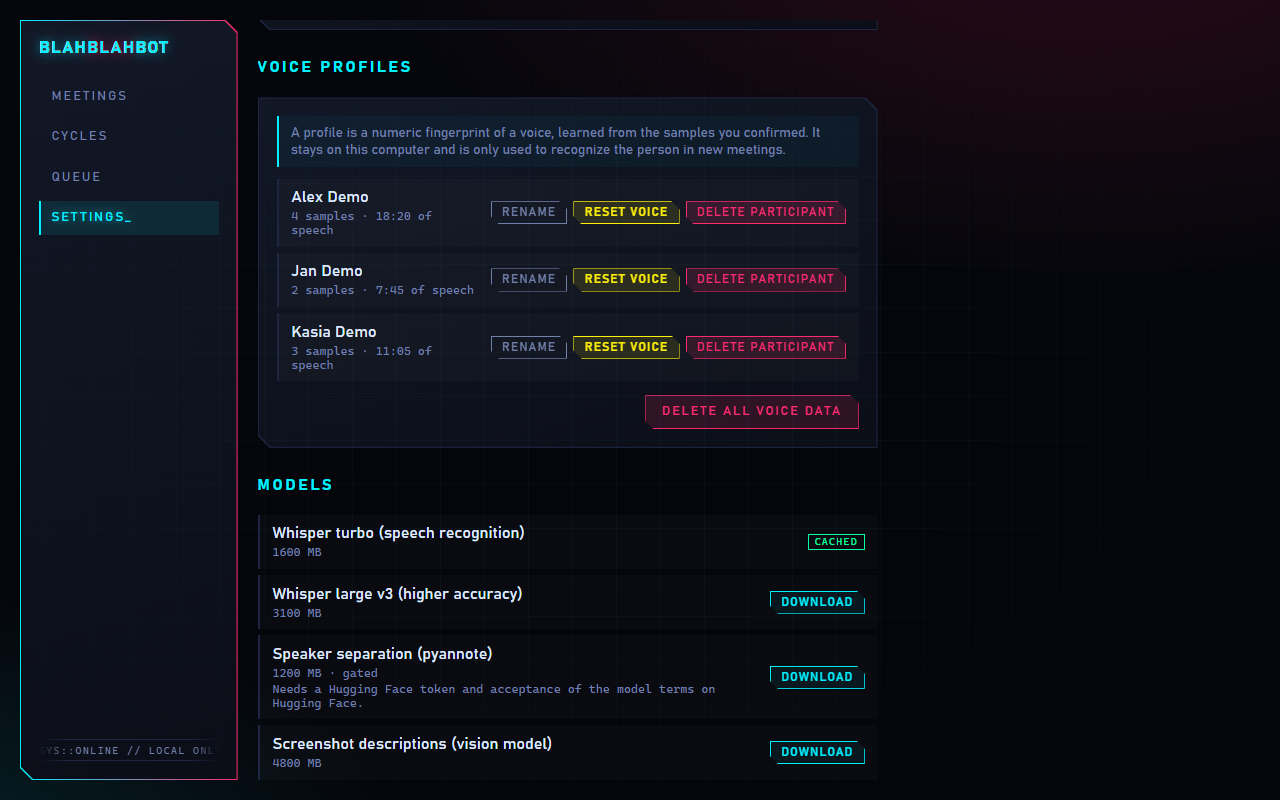 BLAHBLAHBOT
MEETINGS
CYCLES
QUEUE
SETTINGS_
SYS::ONLINE // LOCAL ONL
VOICE PROFILES
A profile is a numeric fingerprint of a voice, learned from the samples you confirmed. It
stays on this computer and is only used to recognize the person in new meetings.
Alex Demo
4 samples · 18:20 of
speech
RENAME
RESET VOICE
DELETE PARTICIPANT
Jan Demo
2 samples · 7:45 of speech
RENAME
RESET VOICE
DELETE PARTICIPANT
Kasia Demo
3 samples · 11:05 of
speech
RENAME
RESET VOICE
DELETE PARTICIPANT
DELETE ALL VOICE DATA
MODELS
Whisper turbo (speech recognition)
1600 MB
CACHED
Whisper large v3 (higher accuracy)
3100 MB
DOWNLOAD
Speaker separation (pyannote)
1200 MB · gated
Needs a Hugging Face token and acceptance of the model terms on
Hugging Face.
DOWNLOAD
Screenshot descriptions (vision model)
4800 MB
DOWNLOAD